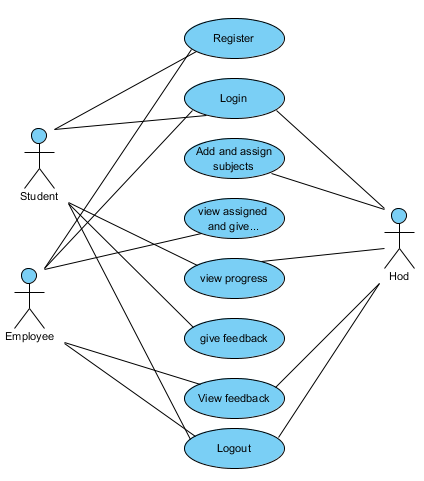 Register
Login
Student
Add and assign
subjects
view assigned
and give...
view progress
Hod
Employee
give feedback
View feedback
Logout